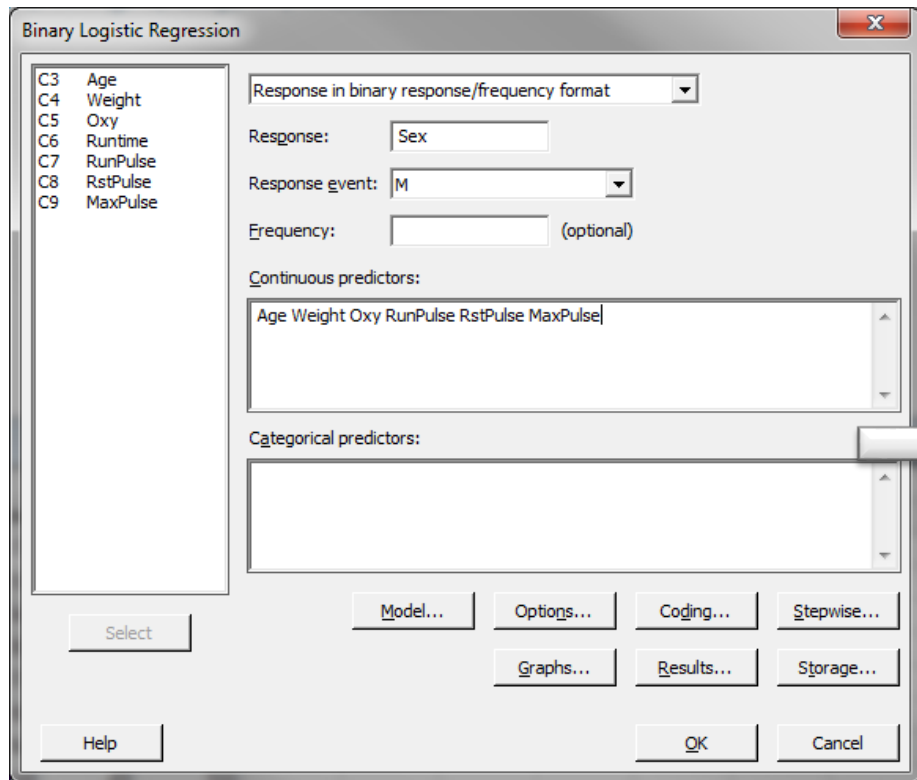 Binary Logistic Regression
x
C3 Age
C4 Weight
C5 Oxy
C6 Runtime
C7 RunPulse
C8 RstPulse
C9 MaxPulse
Response in binary response/frequency format
Response: Sex
Response event: M
Frequency: (optional)
Continuous predictors:
Age Weight Oxy RunPulse RstPulse MaxPulse
Categorical predictors:
Model... Options... Coding... Stepwise...
Select
Graphs... Results... Storage...
Help OK Cancel